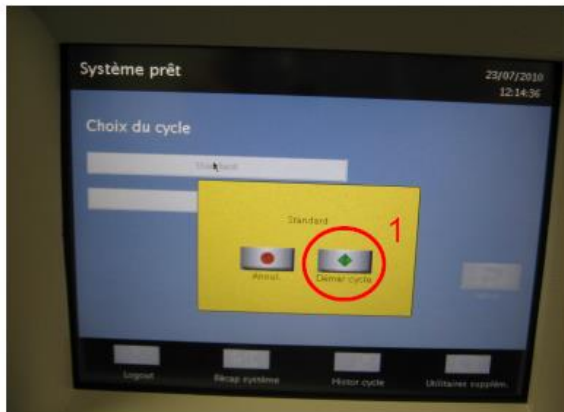 Système prêt
23/07/2010
12:14:36
Choix du cycle
Standard
Standard
1
Annul.
Démar cycle
Logout
Récap système
Histor cycle
Utilitaires supplém.